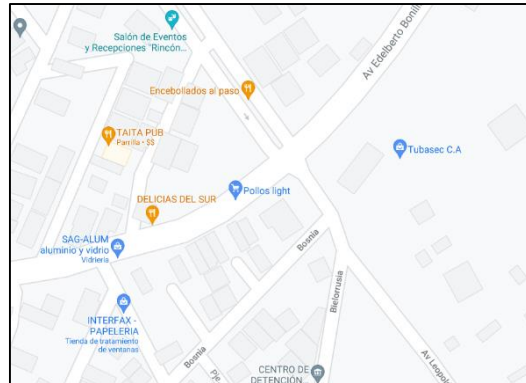 Salón de Eventos
y Recepciones "Rincón...
Av Edelberto Bonill
Encebollados al paso
TAITA PUB
Parrilla • $$
Tubasec C.A
Pollos light
DELICIAS DEL SUR
Bosnia
SAG-ALUM
aluminio y vidrio
Vidriería
Bielorrusia
INTERFAX -
PAPELERIA
Tienda de tratamiento
de ventanas
Bosnia
Pje.
CENTRO DE
DETENCIÓN...
Av Leopol